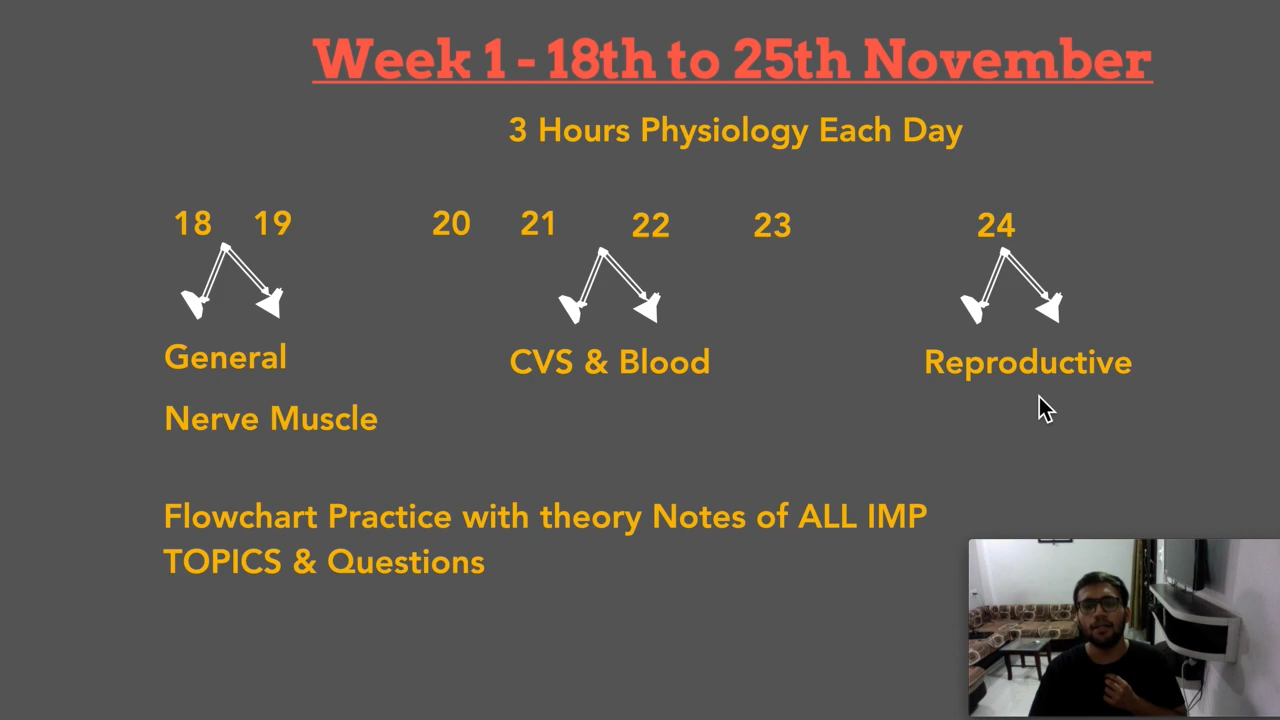 Week 1 - 18th to 25th November
3 Hours Physiology Each Day
18 19 20 21 22 23 24
General CVS & Blood Reproductive
Nerve Muscle
Flowchart Practice with theory Notes of ALL IMP
TOPICS & Questions